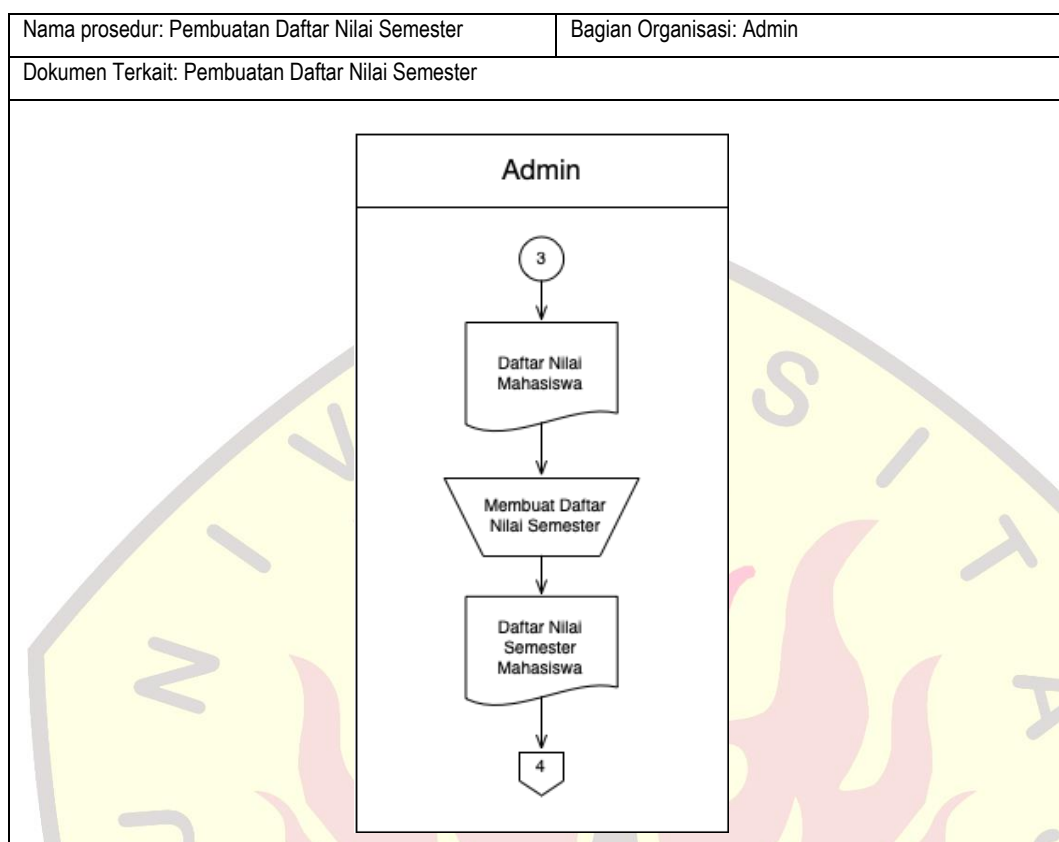 Nama prosedur: Pembuatan Daftar Nilai Semester
Bagian Organisasi: Admin
Dokumen Terkait: Pembuatan Daftar Nilai Semester
Admin
3
Daftar Nilai
Mahasiswa
Membuat Daftar
Nilai Semester
Daftar Nilai
Semester
Mahasiswa
4
U N I V S I T A